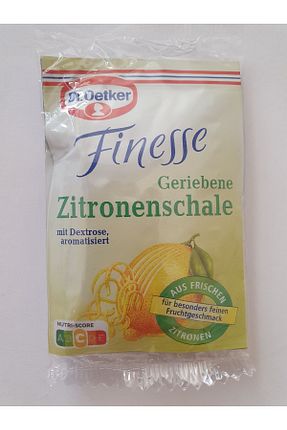 Dr. Oetker
Finesse
Geriebene
Zitronenschale
mit Dextrose,
aromatisiert
AUS FRISCHEN
für besonders feinen
Fruchtgeschmack
ZITRONEN
NUTRI-SCORE
A B C D E